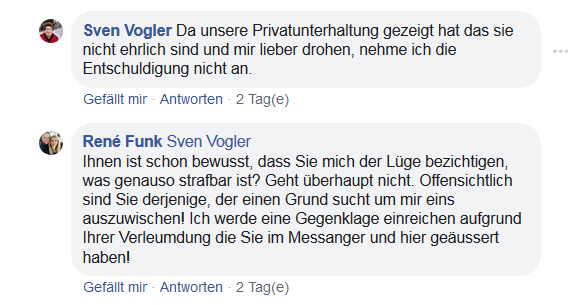 Sven Vogler Da unsere Privatunterhaltung gezeigt hat das sie
nicht ehrlich sind und mir lieber drohen, nehme ich die
Entschuldigung nicht an.
Gefällt mir · Antworten · 2 Tag(e)
René Funk Sven Vogler
Ihnen ist schon bewusst, dass Sie mich der Lüge bezichtigen,
was genauso strafbar ist? Geht überhaupt nicht. Offensichtlich
sind Sie derjenige, der einen Grund sucht um mir eins
auszuwischen! Ich werde eine Gegenklage einreichen aufgrund
Ihrer Verleumdung die Sie im Messanger und hier geäussert
haben!
Gefällt mir · Antworten · 2 Tag(e)